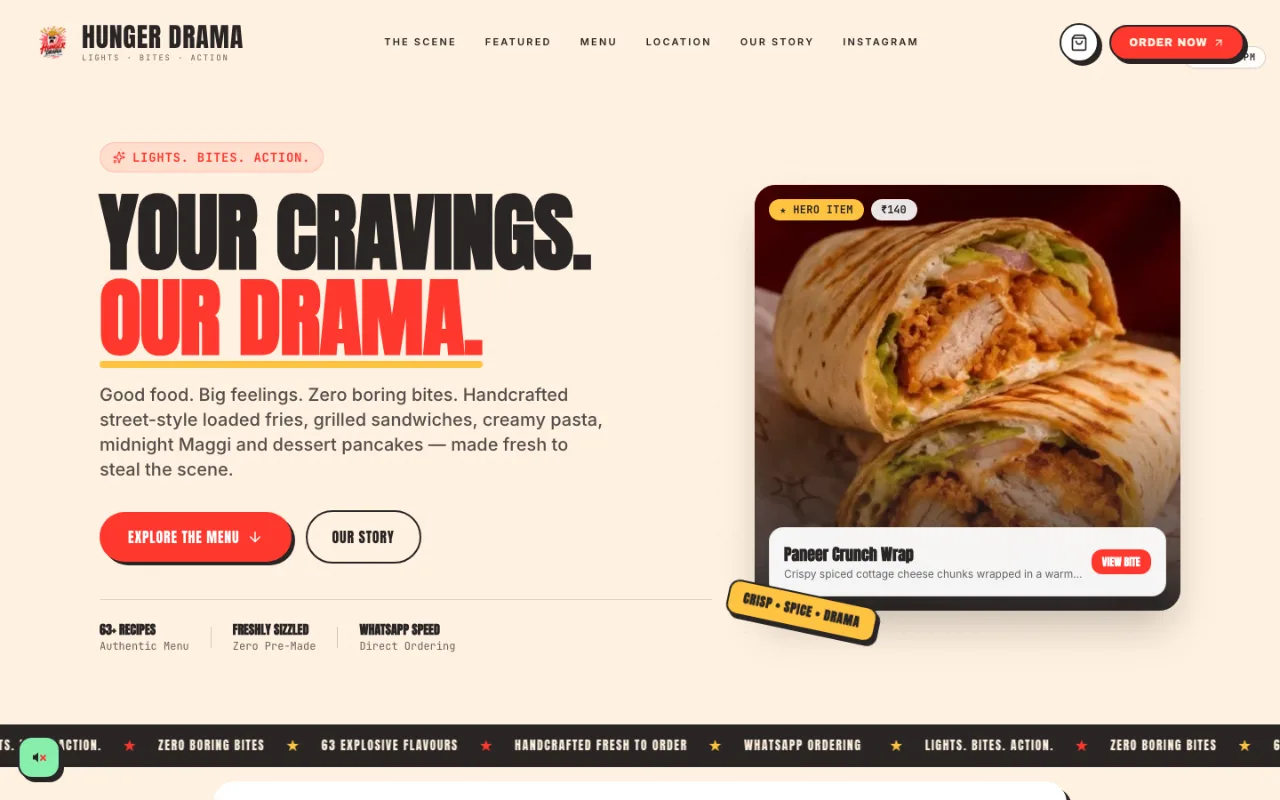 HUNGER DRAMA
LIGHTS · BITES · ACTION
THE SCENE
FEATURED
MENU
LOCATION
OUR STORY
INSTAGRAM
ORDER NOW
PM
LIGHTS. BITES. ACTION.
YOUR CRAVINGS.
OUR DRAMA.
Good food. Big feelings. Zero boring bites. Handcrafted
street-style loaded fries, grilled sandwiches, creamy pasta,
midnight Maggi and dessert pancakes — made fresh to
steal the scene.
EXPLORE THE MENU ↓
OUR STORY
63+ RECIPES
Authentic Menu
FRESHLY SIZZLED
Zero Pre-Made
WHATSAPP SPEED
Direct Ordering
★ HERO ITEM
₹140
Paneer Crunch Wrap
Crispy spiced cottage cheese chunks wrapped in a warm...
VIEW BITE
CRISP • SPICE • DRAMA
ACTION. ★ ZERO BORING BITES ★ 63 EXPLOSIVE FLAVOURS ★ HANDCRAFTED FRESH TO ORDER ★ WHATSAPP ORDERING ★ LIGHTS. BITES. ACTION. ★ ZERO BORING BITES ★